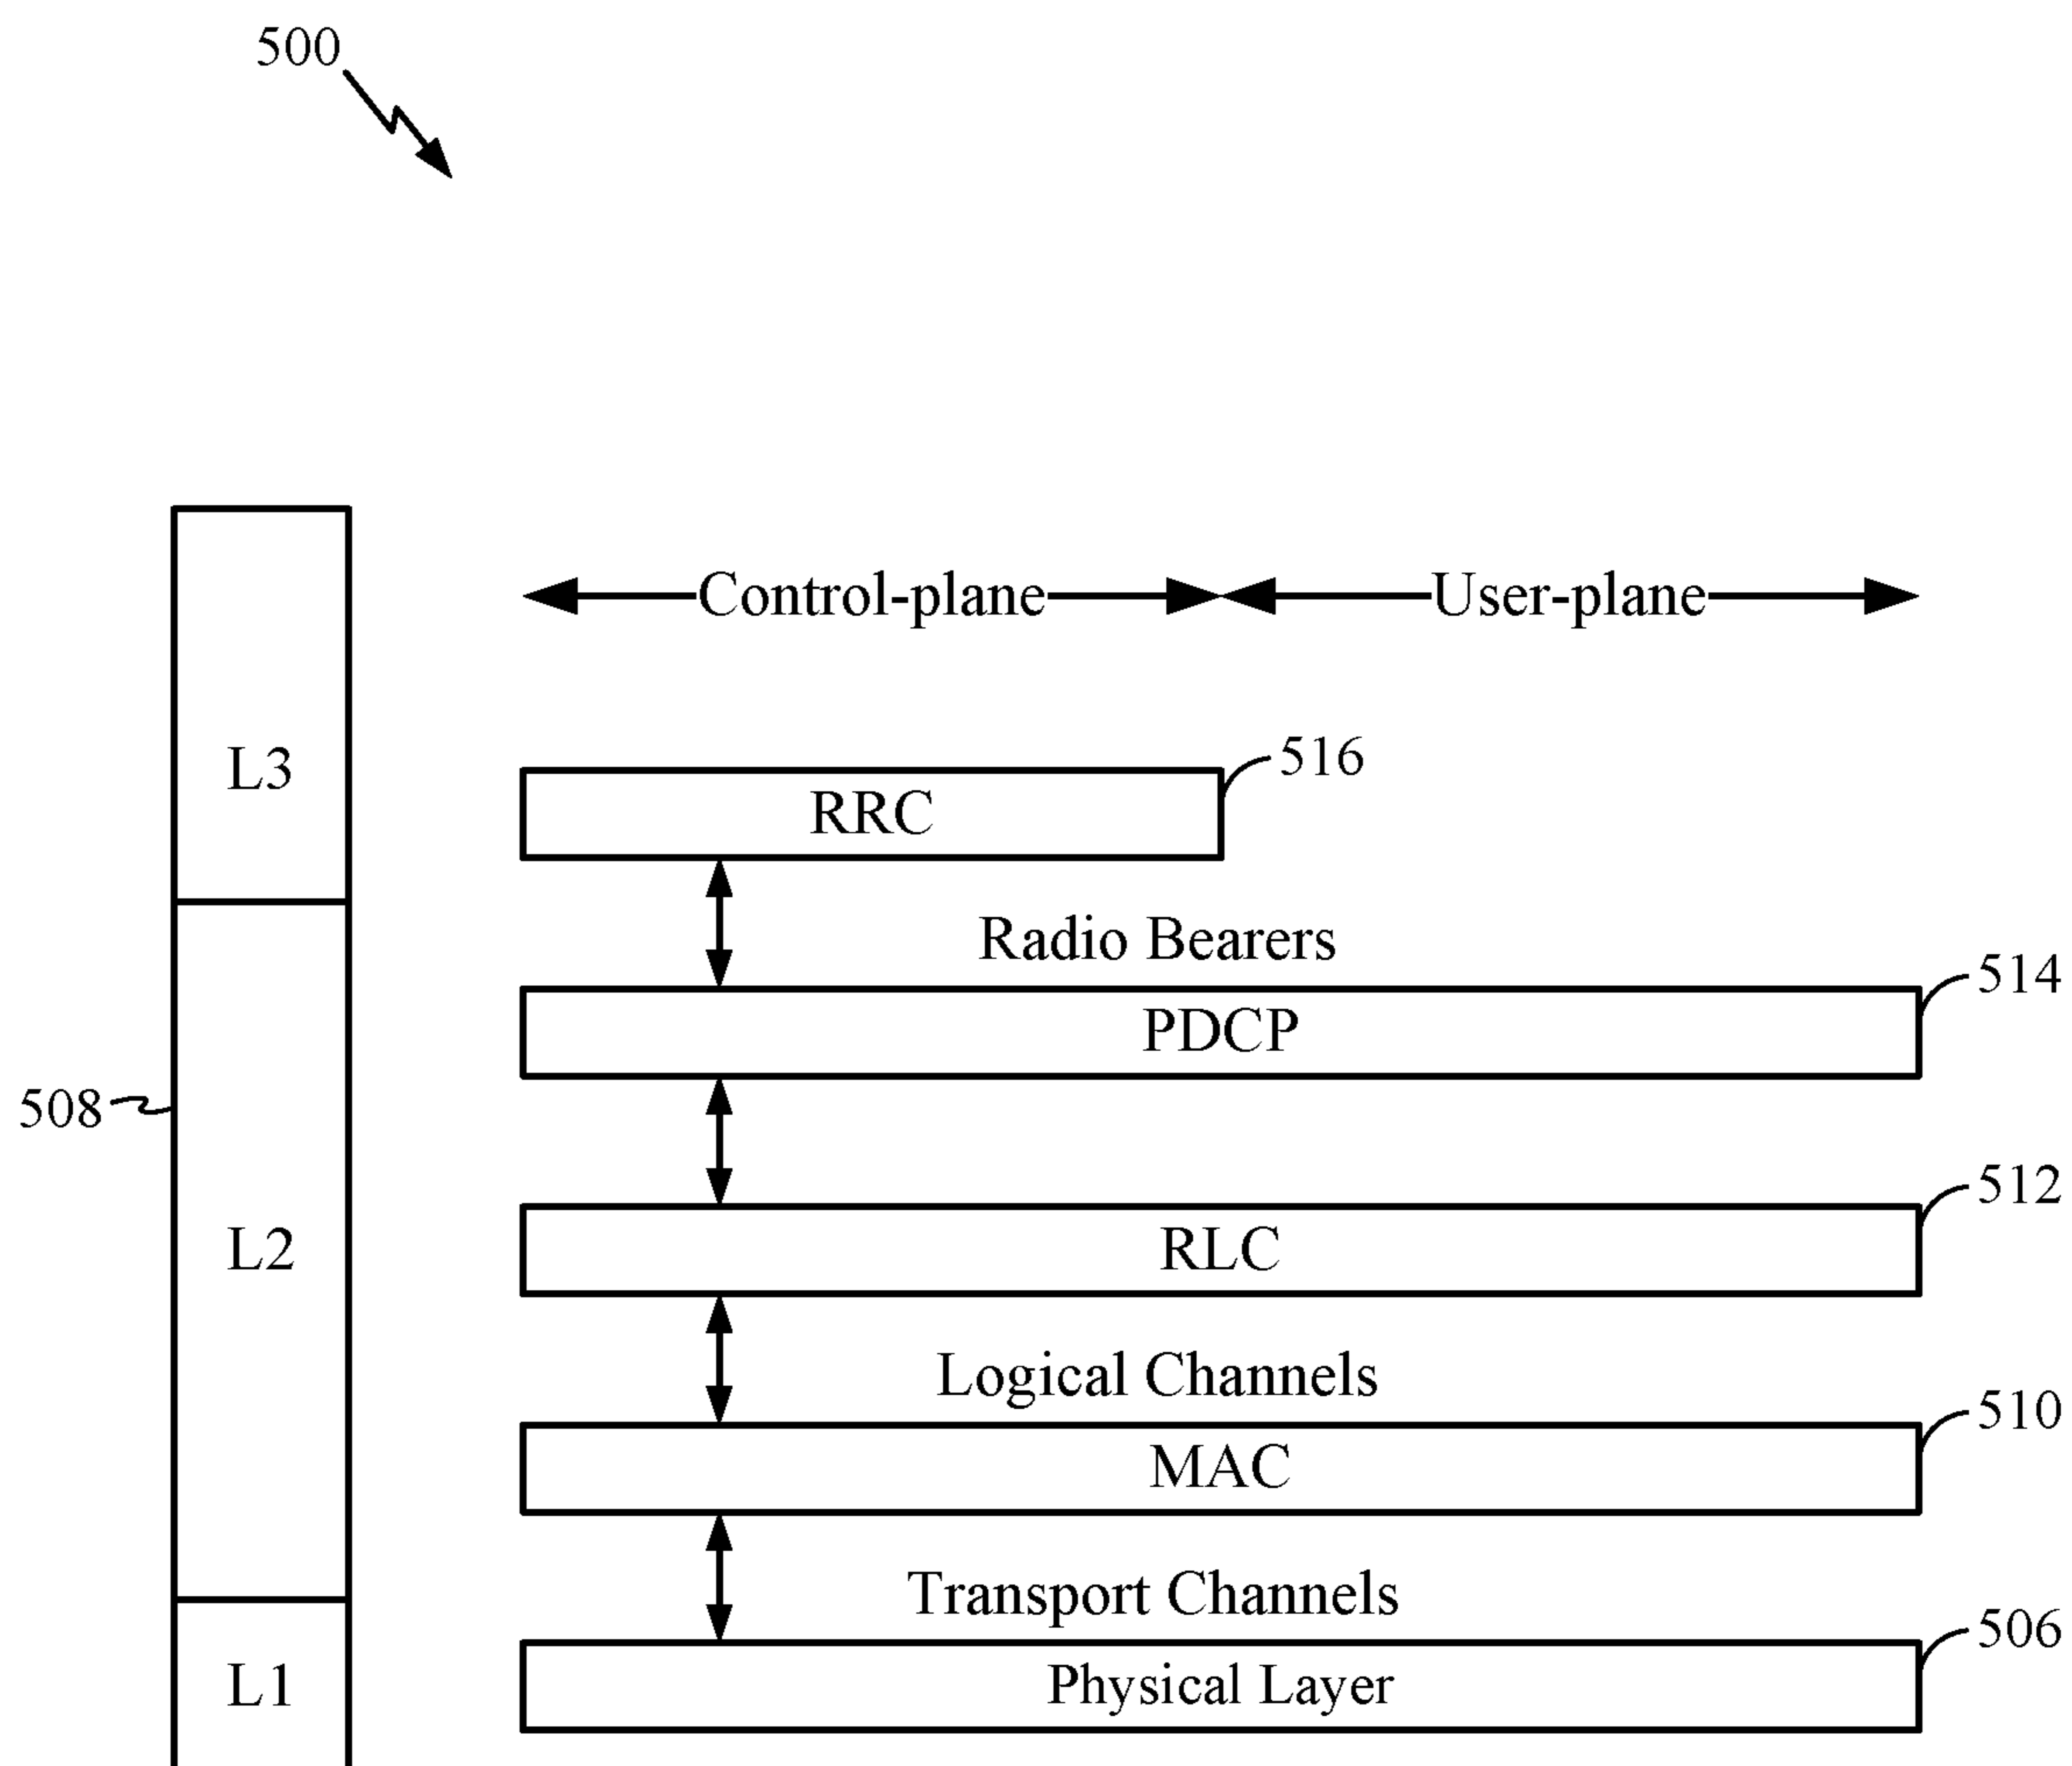 500
Control-plane
User-plane
L3
516
RRC
Radio Bearers
514
PDCP
508
512
L2
RLC
Logical Channels
510
MAC
Transport Channels
506
L1
Physical Layer